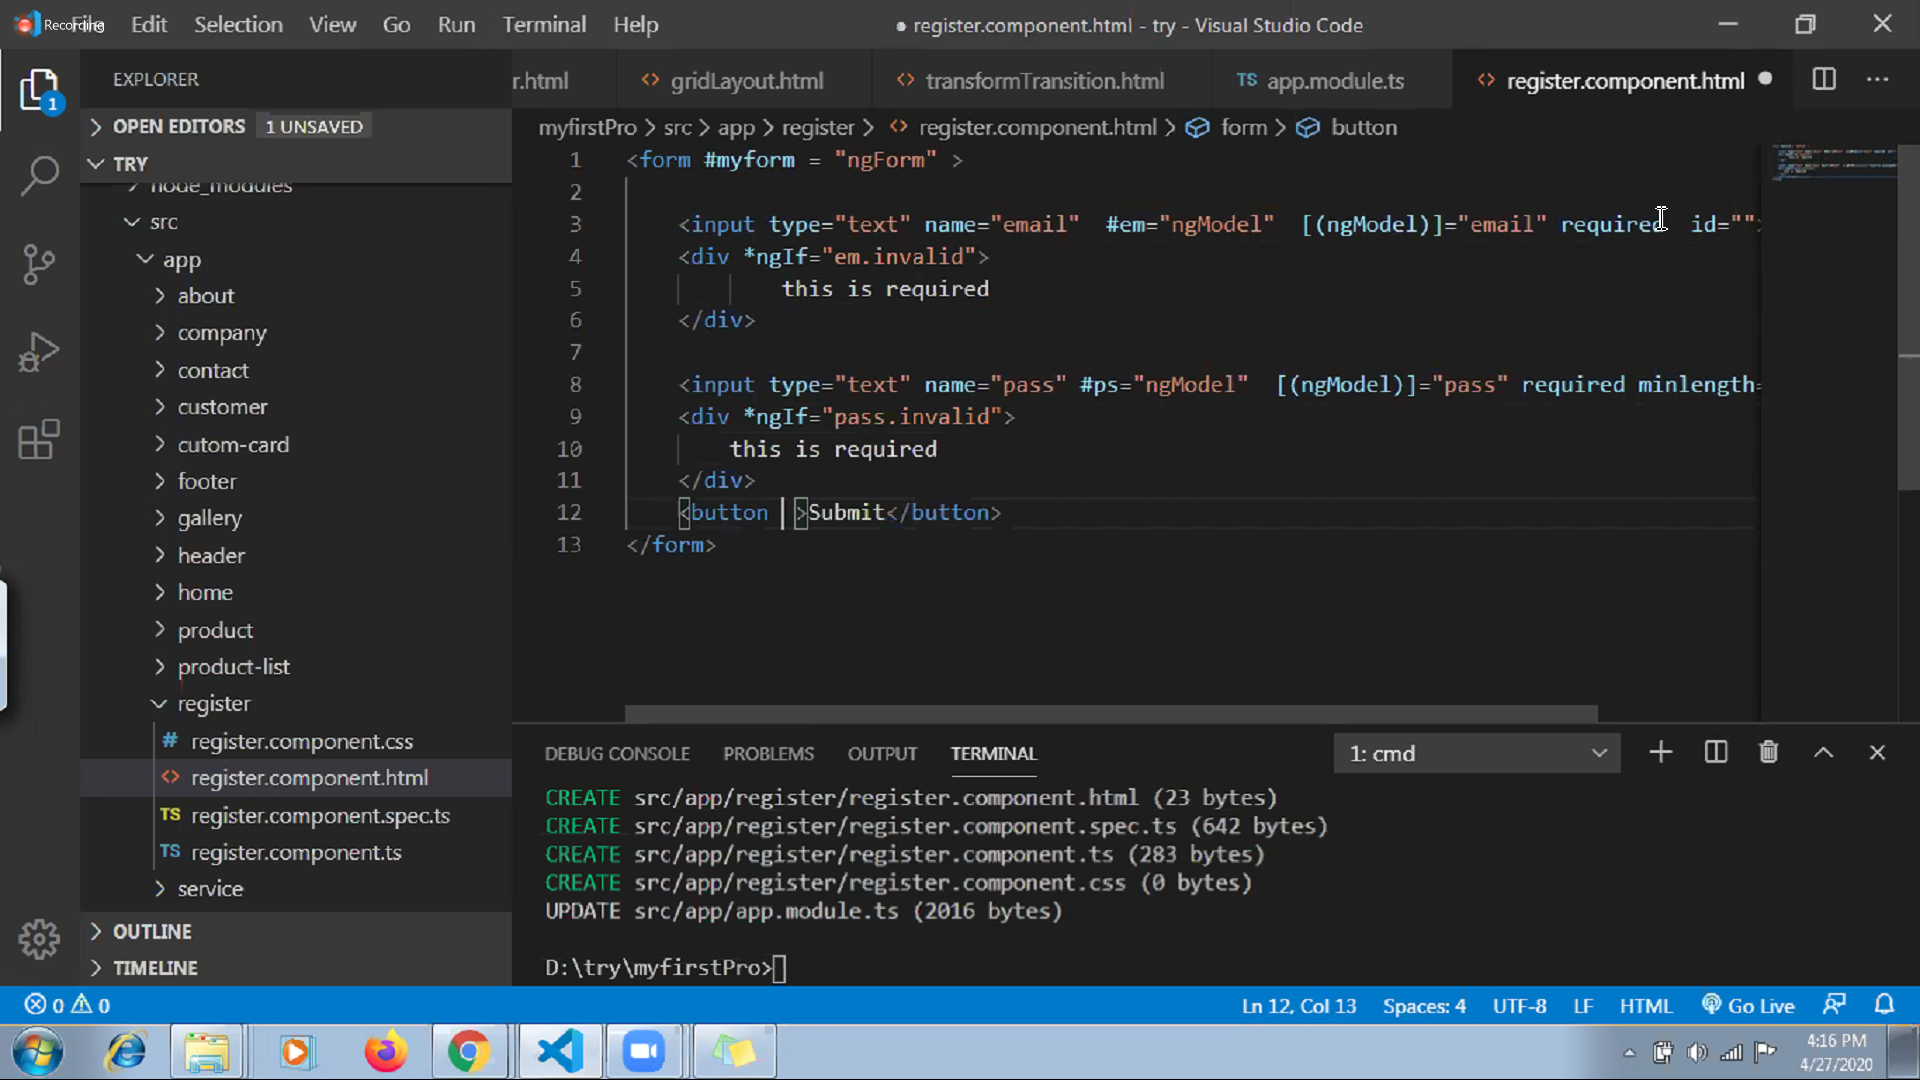 Recording
File Edit Selection View Go Run Terminal Help
● register.component.html - try - Visual Studio Code
EXPLORER
r.html
gridLayout.html
transformTransition.html
TS app.module.ts
register.component.html
OPEN EDITORS 1 UNSAVED
myfirstPro > src > app > register > register.component.html > form > button
TRY
node_modules
src
app
about
company
contact
customer
cutom-card
footer
gallery
header
home
product
product-list
register
# register.component.css
register.component.html
TS register.component.spec.ts
TS register.component.ts
service
OUTLINE
TIMELINE
1 <form #myform = "ngForm" >
2
3 <input type="text" name="email" #em="ngModel" [(ngModel)]="email" required id="">
4 <div *ngIf="em.invalid">
5 this is required
6 </div>
7
8 <input type="text" name="pass" #ps="ngModel" [(ngModel)]="pass" required minlength=
9 <div *ngIf="pass.invalid">
10 this is required
11 </div>
12 <button >Submit</button>
13 </form>
DEBUG CONSOLE PROBLEMS OUTPUT TERMINAL 1: cmd
CREATE src/app/register/register.component.html (23 bytes)
CREATE src/app/register/register.component.spec.ts (642 bytes)
CREATE src/app/register/register.component.ts (283 bytes)
CREATE src/app/register/register.component.css (0 bytes)
UPDATE src/app/app.module.ts (2016 bytes)
D:\try\myfirstPro>
1
0 0
Ln 12, Col 13 Spaces: 4 UTF-8 LF HTML Go Live
4:16 PM
4/27/2020